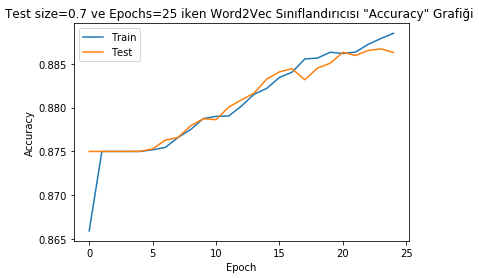 Test size=0.7 ve Epochs=25 iken Word2Vec Sınıflandırıcısı "Accuracy" Grafiği
Train
Test
0.885
0.880
0.875
0.870
0.865
Accuracy
0
5
10
15
20
25
Epoch